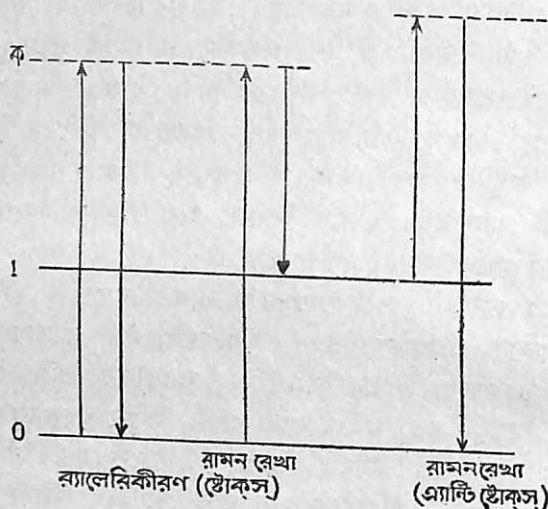 ক
1
0
র‍্যালেরিকীরণ
রামন রেখা
(ষ্টোক্‌স্)
রামনরেখা
(এ্যান্টি ষ্টোক্‌স্)